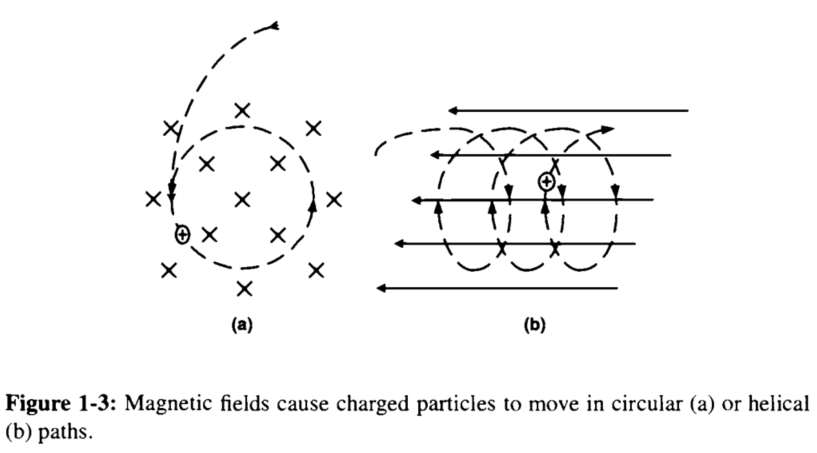 (a)
(b)
Figure 1-3: Magnetic fields cause charged particles to move in circular (a) or helical
(b) paths.